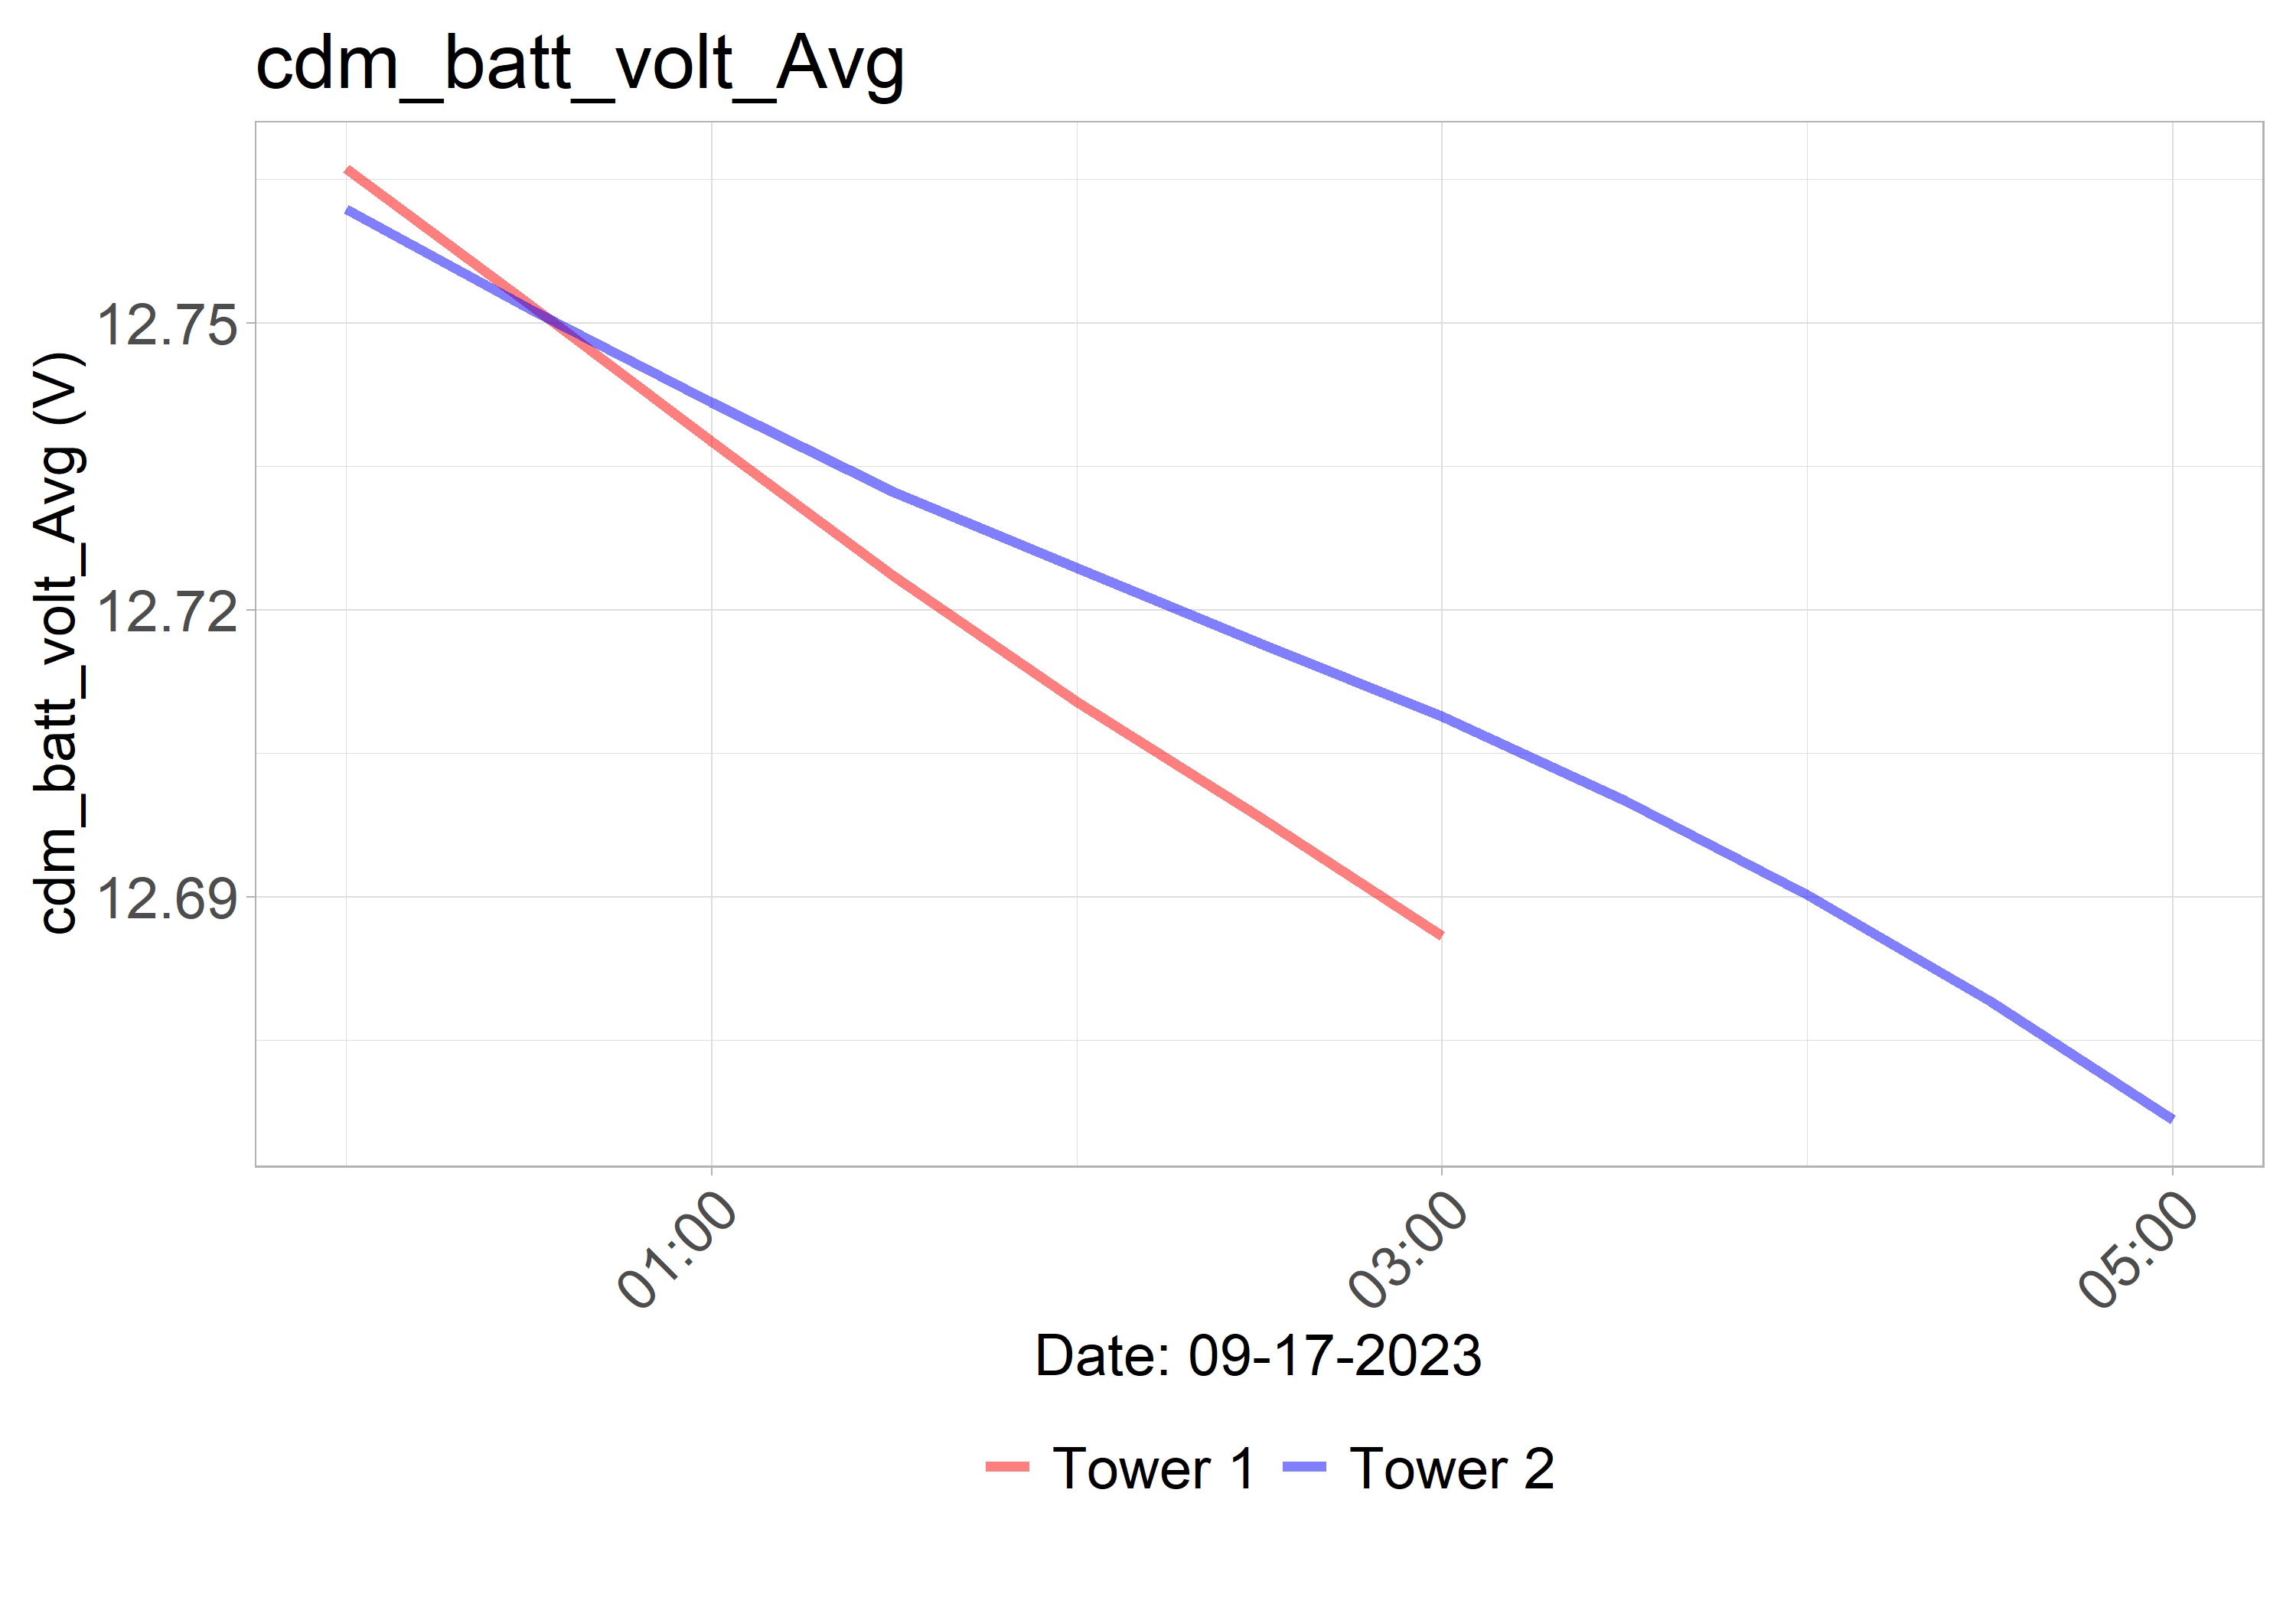 cdm_batt_volt_Avg
cdm_batt_volt_Avg (V)
12.75
12.72
12.69
01:00
03:00
05:00
Date: 09-17-2023
Tower 1
Tower 2